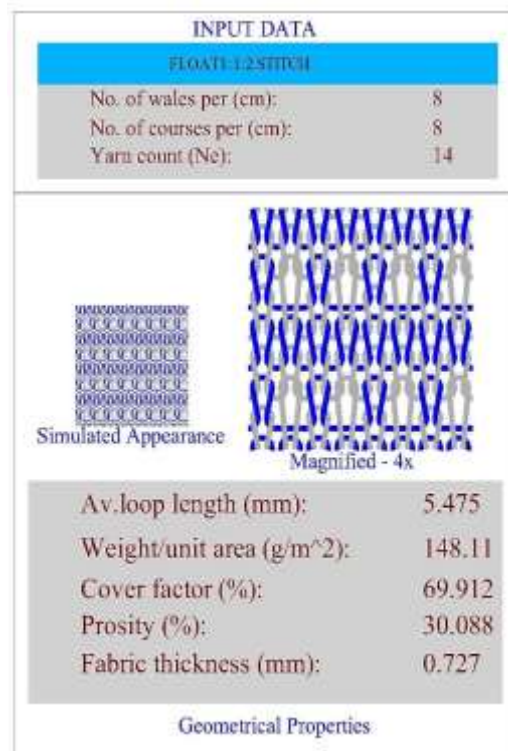 INPUT DATA
FLOAT1:1:2 STITCH
No. of wales per (cm): 8
No. of courses per (cm): 8
Yarn count (Ne): 14
Simulated Appearance
Magnified - 4x
Av.loop length (mm): 5.475
Weight/unit area (g/m^2): 148.11
Cover factor (%): 69.912
Prosity (%): 30.088
Fabric thickness (mm): 0.727
Geometrical Properties